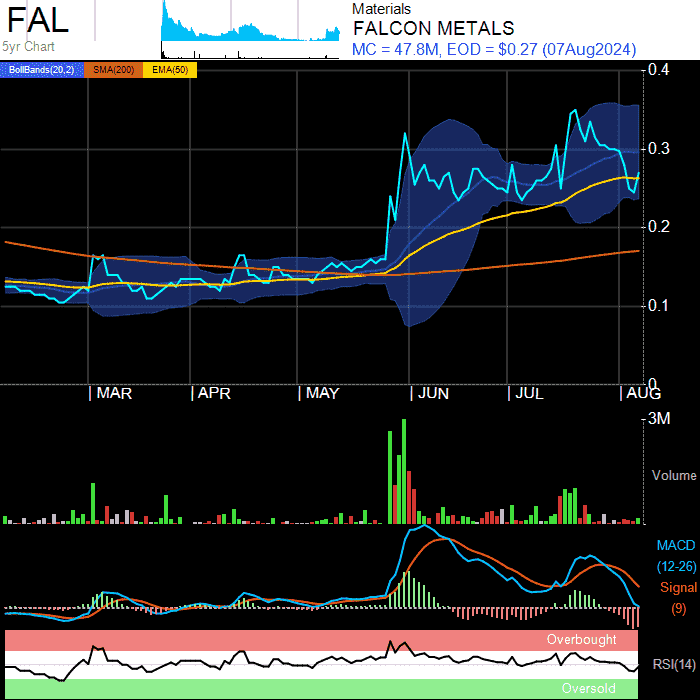 FAL
5yr Chart
Materials
FALCON METALS
MC = 47.8M, EOD = $0.27 (07Aug2024)
BollBands(20,2) SMA(200) EMA(50)
0.4
0.3
0.2
0.1
0
MAR APR MAY JUN JUL AUG
3M
Volume
MACD
(12-26)
Signal
(9)
Overbought
RSI(14)
Oversold